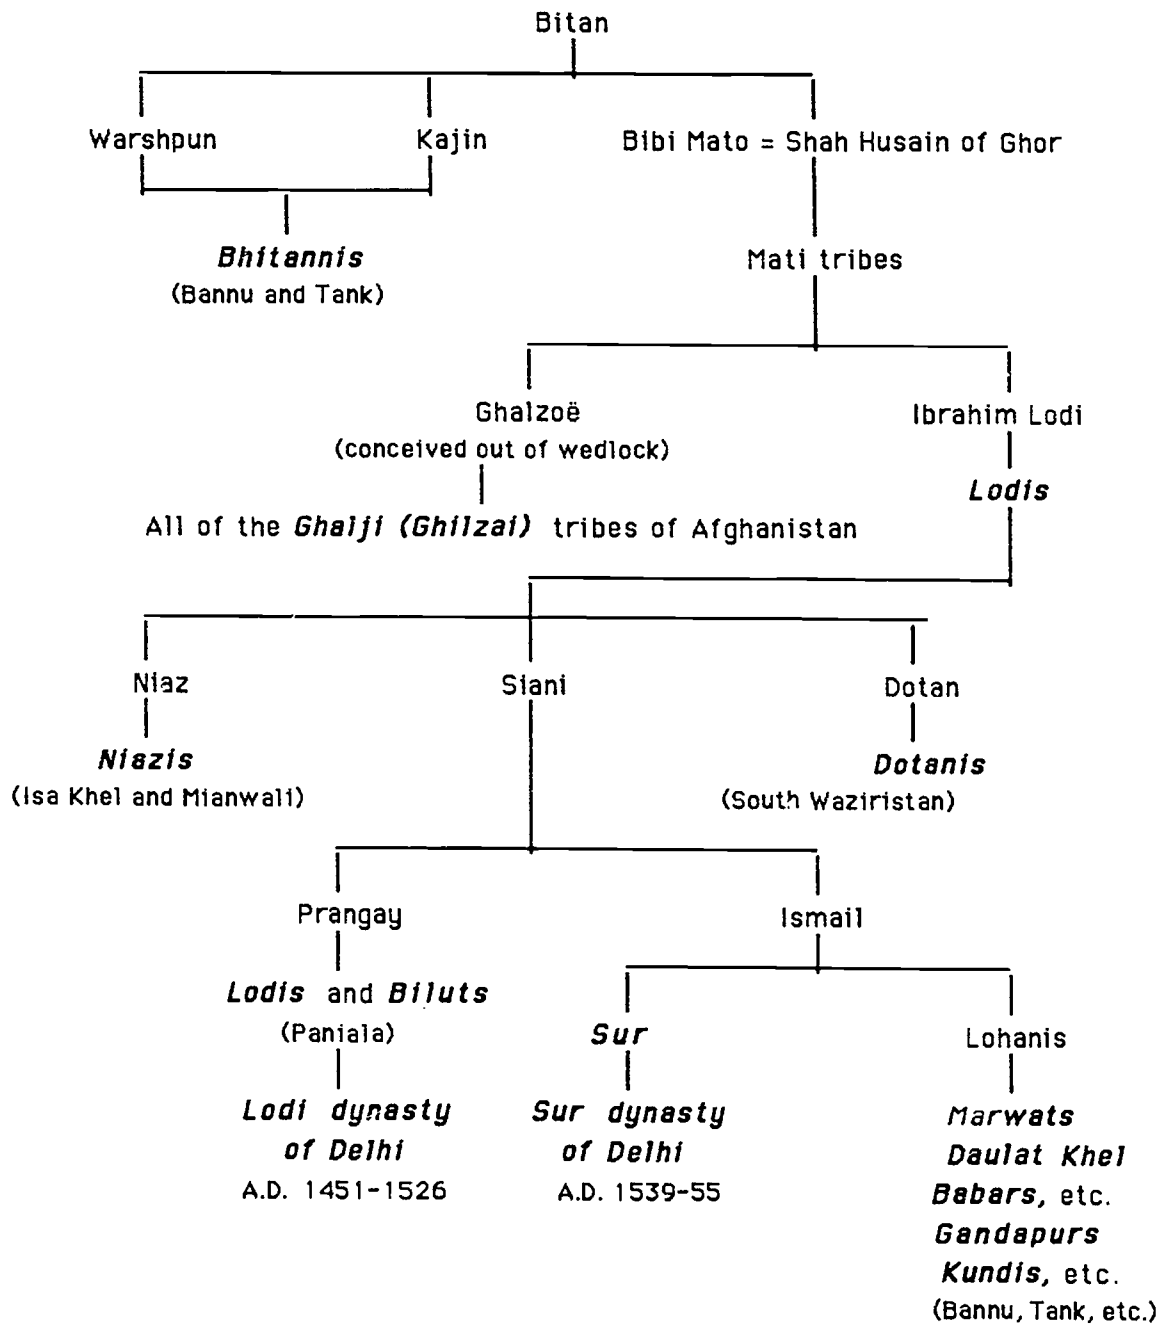 Bitan
Warshpun
Kajin
Bibi Mato = Shah Husain of Ghor
Bhitannis
(Bannu and Tank)
Mati tribes
Ghalzoë
(conceived out of wedlock)
Ibrahim Lodi
Lodis
All of the Ghalji (Ghilzai) tribes of Afghanistan
Niaz
Siani
Dotan
Niazis
(Isa Khel and Mianwali)
Dotanis
(South Waziristan)
Prangay
Ismail
Lodis and Biluts
(Paniala)
Sur
Lohanis
Lodi dynasty
of Delhi
A.D. 1451-1526
Sur dynasty
of Delhi
A.D. 1539-55
Marwats
Daulat Khel
Babars, etc.
Gandapurs
Kundis, etc.
(Bannu, Tank, etc.)